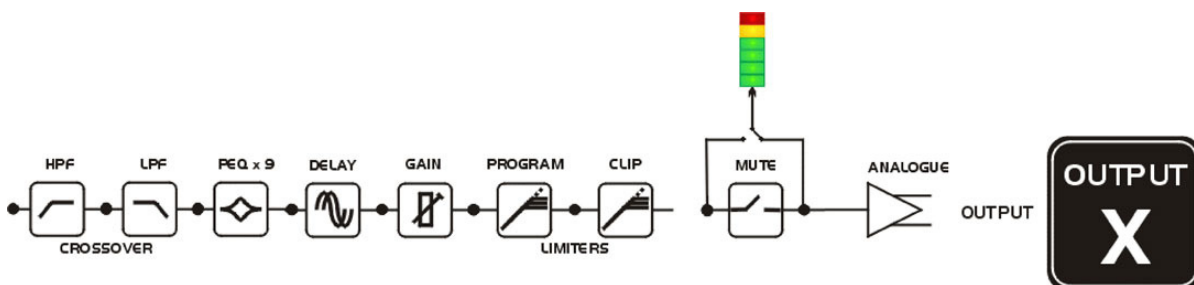 HPF
LPF
PEQ x 9
DELAY
GAIN
PROGRAM
CLIP
MUTE
ANALOGUE
CROSSOVER
LIMITERS
OUTPUT
OUTPUT
X